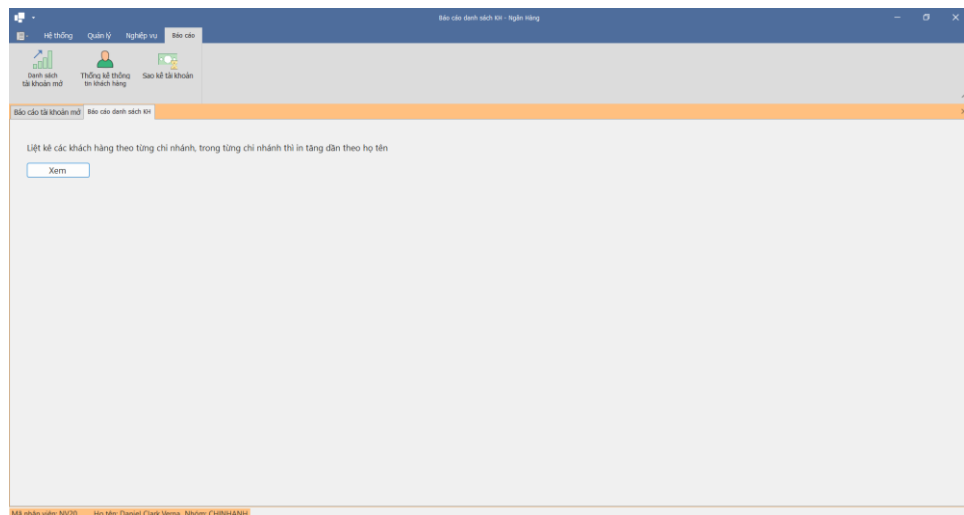 Báo cáo danh sách KH - Ngân Hàng
Hệ thống Quản lý Nghiệp vụ Báo cáo
Danh sách
tài khoản mở
Thống kê thông
tin khách hàng
Sao kê tài khoản
Báo cáo tài khoản mở Báo cáo danh sách KH
Liệt kê các khách hàng theo từng chi nhánh, trong từng chi nhánh thì in tăng dần theo họ tên
Xem
Mã nhân viên: NV20 Họ tên: Daniel Clark Nhóm: CHINHANH